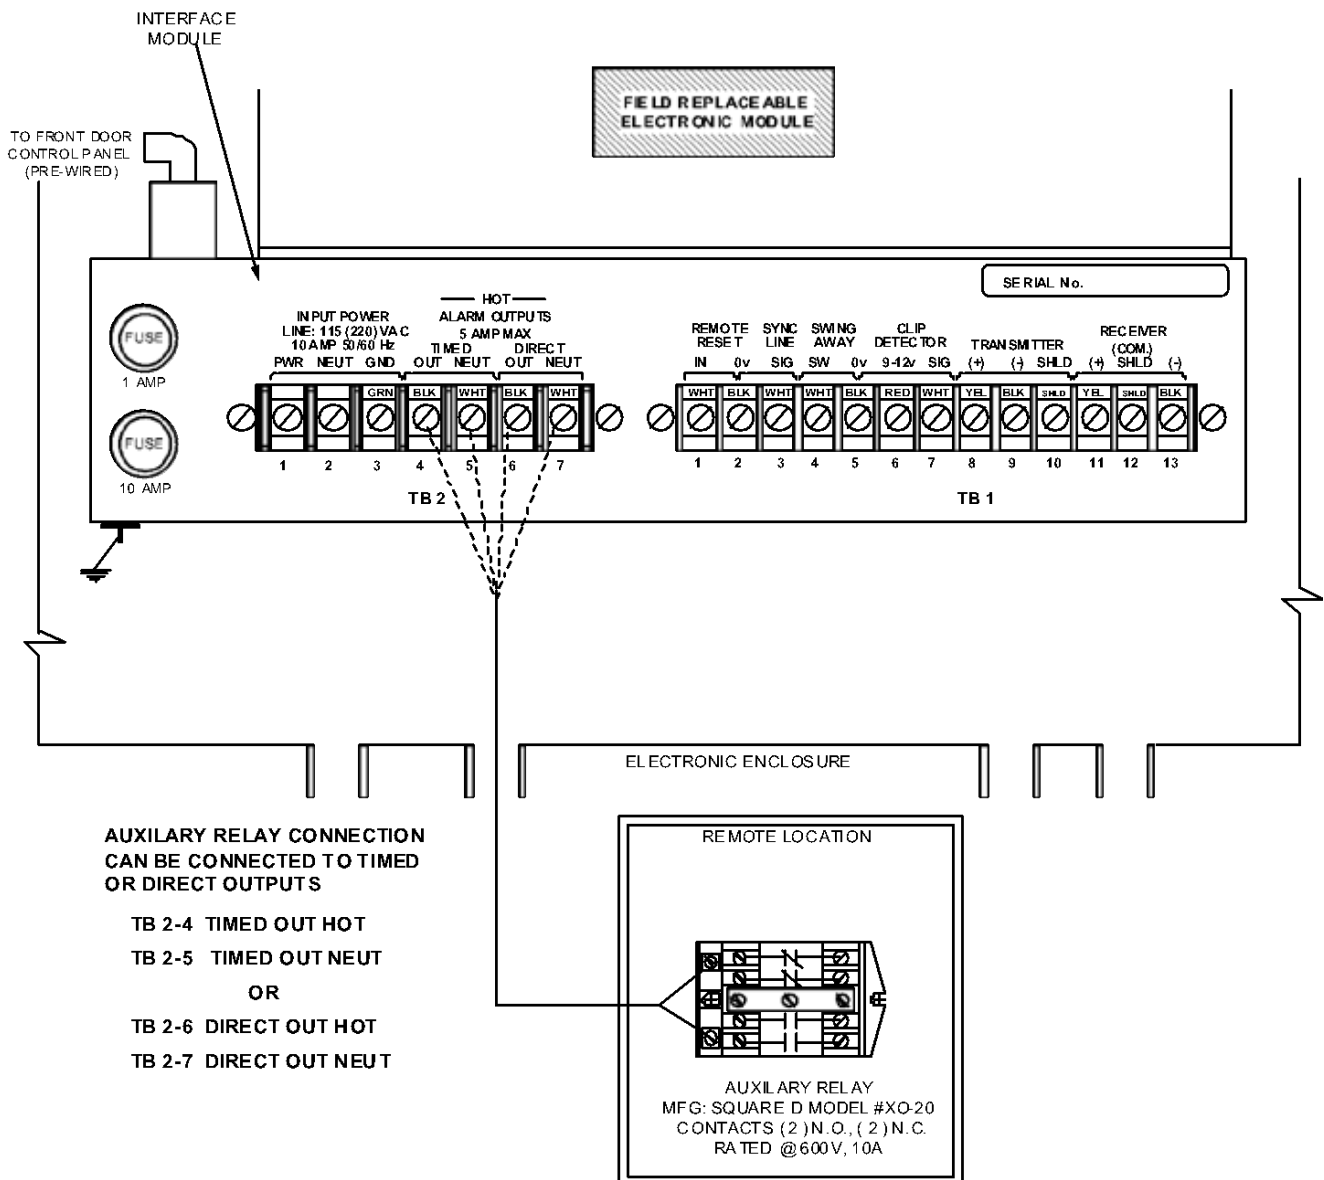 INTERFACE
MODULE
FIELD REPLACEABLE
ELECTRONIC MODULE
TO FRONT DOOR
CONTROL PANEL
(PRE-WIRED)
SERIAL No.
FUSE
1 AMP
FUSE
10 AMP
INPUT POWER
LINE: 115 (220) VAC
10 AMP 50/60 Hz
PWR NEUT GND
HOT
ALARM OUTPUTS
5 AMP MAX
TIMED DIRECT
OUT NEUT OUT NEUT
GRN BLK WHT BLK WHT
1 2 3 4 5 6 7
TB 2
REMOTE
RESET
IN 0v
SYNC
LINE
SIG
SWING
AWAY
SW 0v
CLIP
DETECTOR
9-12v SIG
TRANSMITTER
(+) (-) SHLD
RECEIVER
(COM.)
(+) SHLD (-)
WHT BLK WHT WHT BLK RED WHT YEL BLK SHLD YEL SHLD BLK
1 2 3 4 5 6 7 8 9 10 11 12 13
TB 1
ELECTRONIC ENCLOSURE
AUXILARY RELAY CONNECTION
CAN BE CONNECTED TO TIMED
OR DIRECT OUTPUTS
TB 2-4 TIMED OUT HOT
TB 2-5 TIMED OUT NEUT
OR
TB 2-6 DIRECT OUT HOT
TB 2-7 DIRECT OUT NEUT
REMOTE LOCATION
AUXILARY RELAY
MFG: SQUARE D MODEL #XO-20
CONTACTS (2) N.O., (2) N.C.
RATED @ 600V, 10A